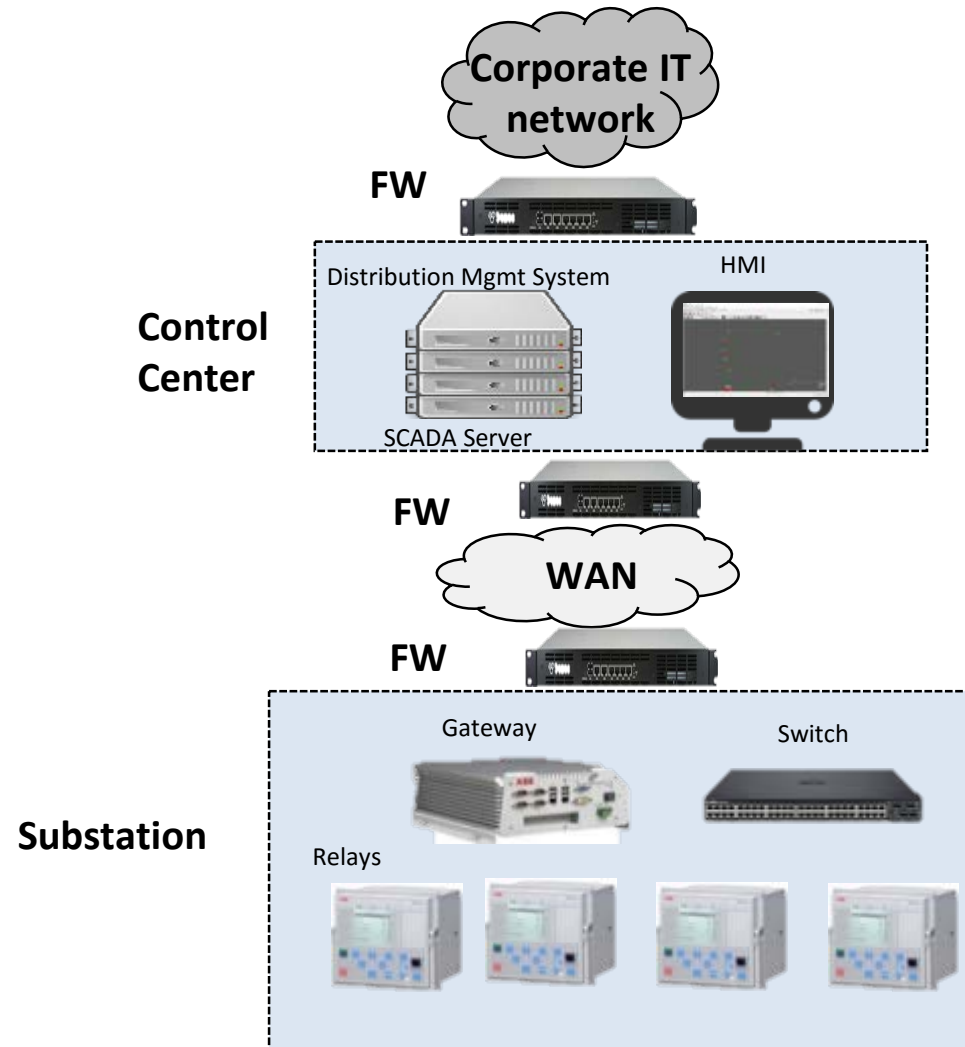 Corporate IT
network
FW
Distribution Mgmt System
HMI
Control
Center
SCADA Server
FW
WAN
FW
Gateway
Switch
ABB
Substation
Relays